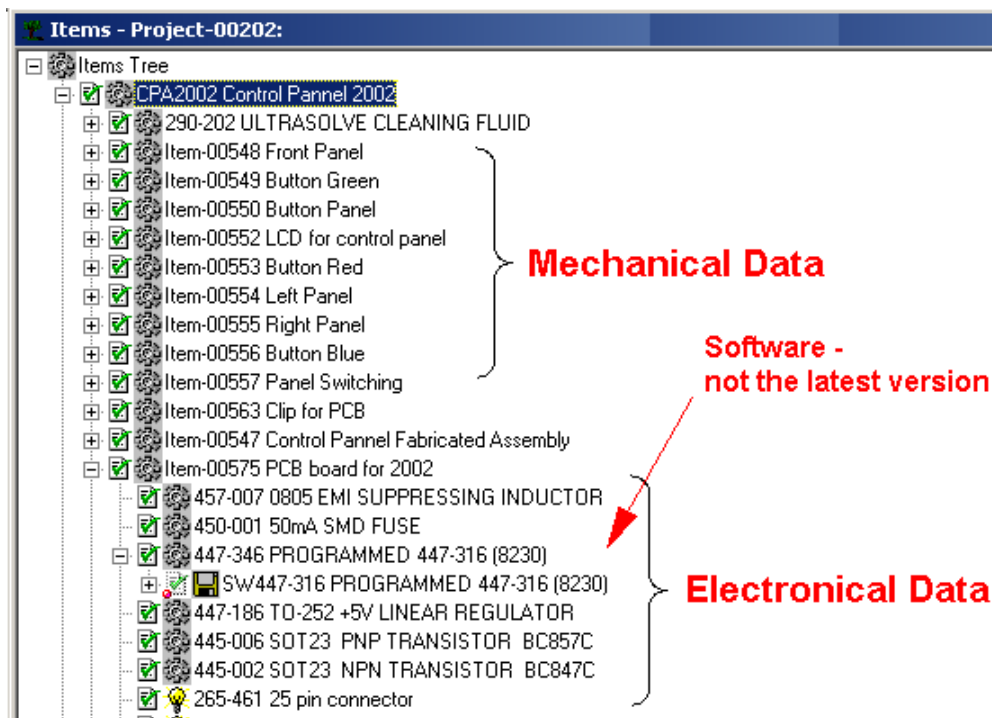 Items - Project-00202:
Items Tree
CPA2002 Control Pannel 2002
290-202 ULTRASOLVE CLEANING FLUID
Item-00548 Front Panel
Item-00549 Button Green
Item-00550 Button Panel
Item-00552 LCD for control panel
Item-00553 Button Red
Item-00554 Left Panel
Item-00555 Right Panel
Item-00556 Button Blue
Item-00557 Panel Switching
Item-00563 Clip for PCB
Item-00547 Control Pannel Fabricated Assembly
Item-00575 PCB board for 2002
457-007 0805 EMI SUPPRESSING INDUCTOR
450-001 50mA SMD FUSE
447-346 PROGRAMMED 447-316 (8230)
SW447-316 PROGRAMMED 447-316 (8230)
447-186 TO-252 +5V LINEAR REGULATOR
445-006 SOT23 PNP TRANSISTOR BC857C
445-002 SOT23 NPN TRANSISTOR BC847C
265-461 25 pin connector
Mechanical Data
Software -
not the latest version
Electronical Data